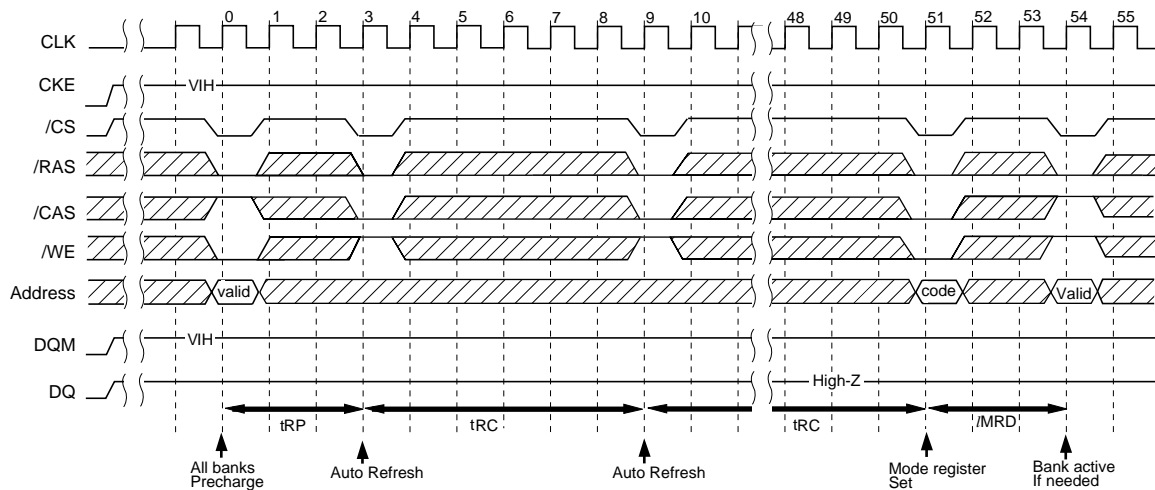 0 1 2 3 4 5 6 7 8 9 10 48 49 50 51 52 53 54 55
CLK
CKE VIH
/CS
/RAS
/CAS
/WE
Address valid code Valid
DQM VIH
DQ High-Z
tRP tRC tRC lMRD
All banks
Precharge
Auto Refresh
Auto Refresh
Mode register
Set
Bank active
If needed